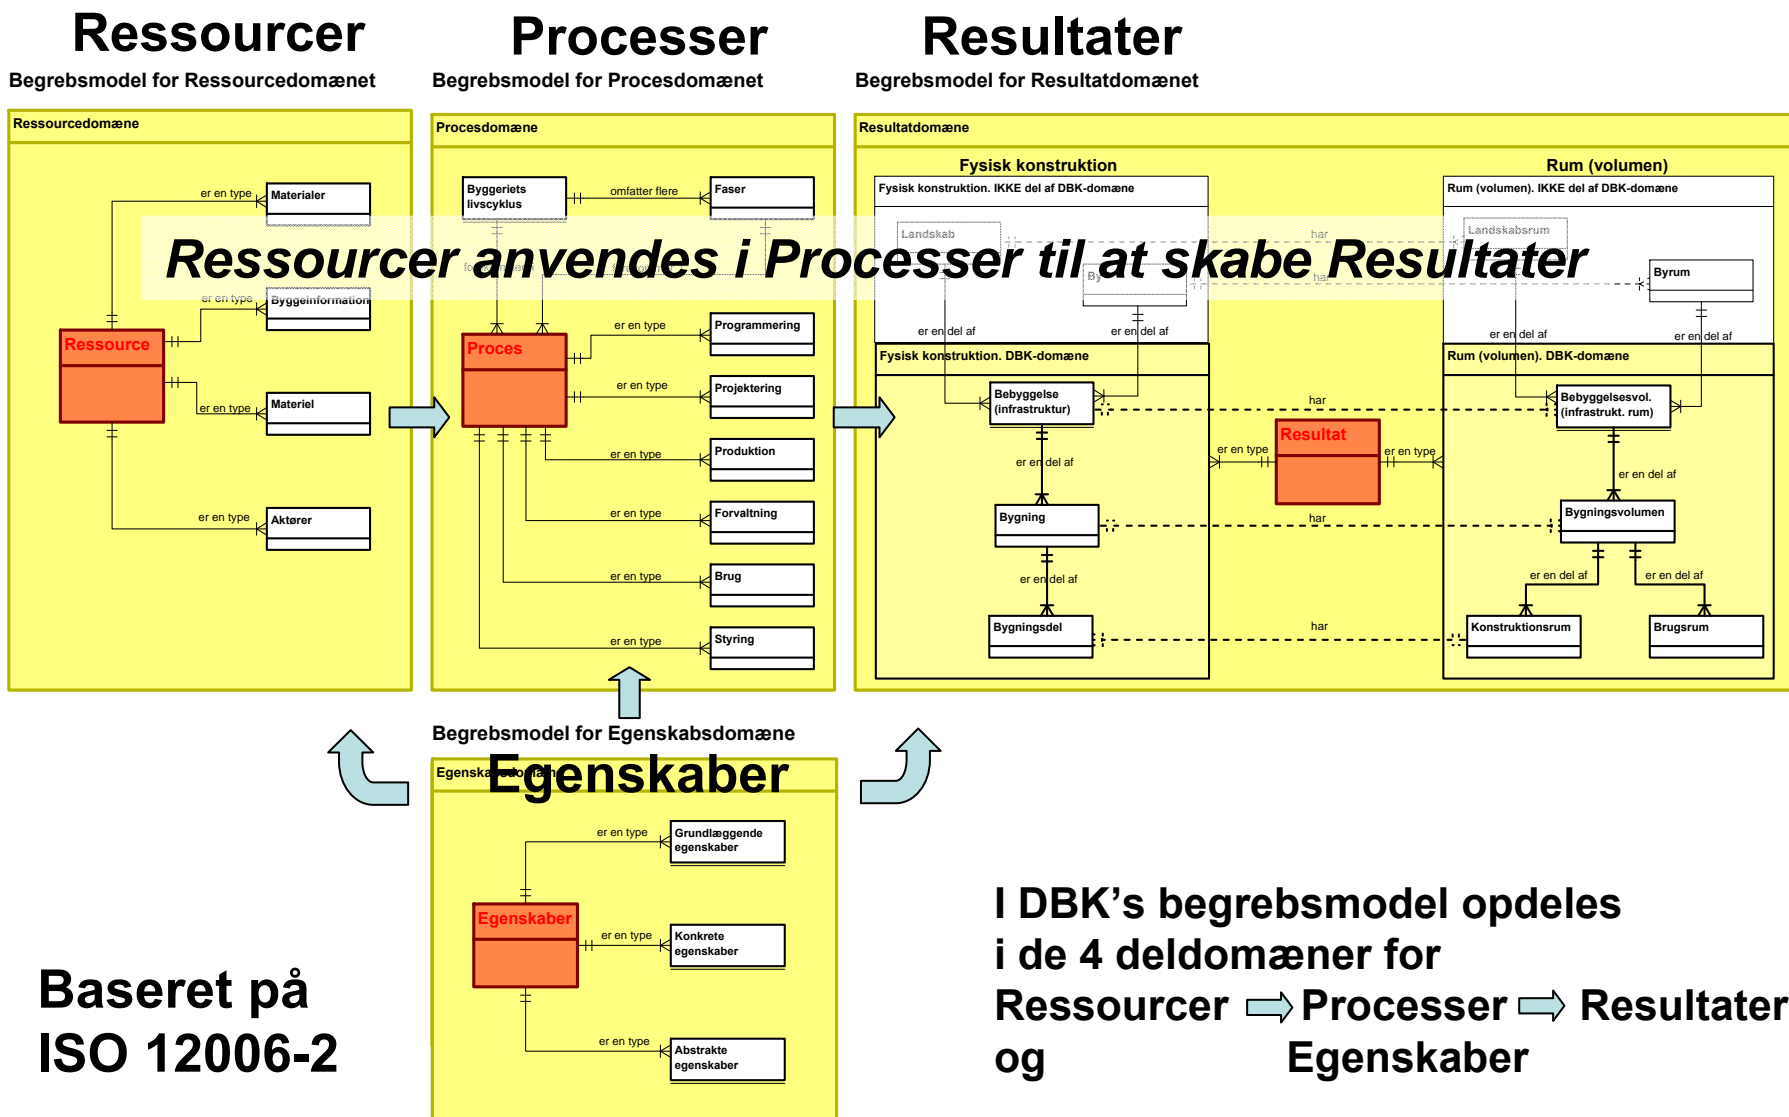 Ressourcer
Processer
Resultater
Begrebsmodel for Ressourcedomænet
Begrebsmodel for Procesdomænet
Begrebsmodel for Resultatdomænet
Ressourcedomæne
er en type
Materialer
er en type
Byggeinformation
Ressource
er en type
Materiel
er en type
Aktører
Procesdomæne
Byggeriets
livscyklus
omfatter flere
Faser
Proces
er en type
Programmering
er en type
Projektering
er en type
Produktion
er en type
Forvaltning
er en type
Brug
er en type
Styring
Resultatdomæne
Fysisk konstruktion
Rum (volumen)
Fysisk konstruktion. IKKE del af DBK-domæne
Rum (volumen). IKKE del af DBK-domæne
Landskab
har
Landskabsrum
Ressourcer anvendes i Processer til at skabe Resultater
By
har
Byrum
er en del af
er en del af
er en del af
er en del af
Fysisk konstruktion. DBK-domæne
Rum (volumen). DBK-domæne
Bebyggelse
(infrastruktur)
har
Bebyggelsesvol.
(infrastrukt. rum)
er en type
Resultat
er en type
er en del af
er en del af
Bygning
har
Bygningsvolumen
er en del af
er en del af
er en del af
Bygningsdel
har
Konstruktionsrum
Brugsrum
Begrebsmodel for Egenskabsdomæne
Egenskabsdomæne
Egenskaber
er en type
Grundlæggende
egenskaber
Egenskaber
er en type
Konkrete
egenskaber
er en type
Abstrakte
egenskaber
Baseret på
ISO 12006-2
I DBK’s begrebsmodel opdeles
i de 4 deldomæner for
Ressourcer Processer Resultater
og Egenskaber